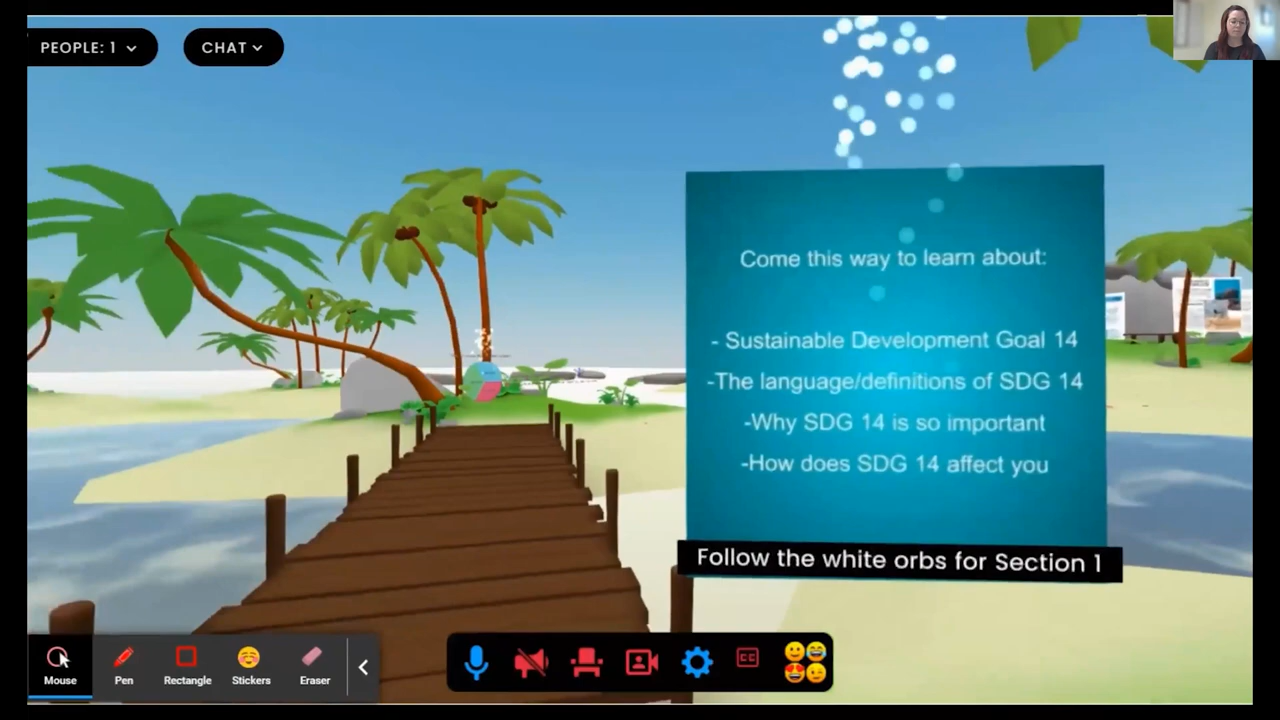 PEOPLE: 1
CHAT
Come this way to learn about:
- Sustainable Development Goal 14
-The language/definitions of SDG 14
-Why SDG 14 is so important
-How does SDG 14 affect you
Follow the white orbs for Section 1
Mouse
Pen
Rectangle
Stickers
Eraser
CC